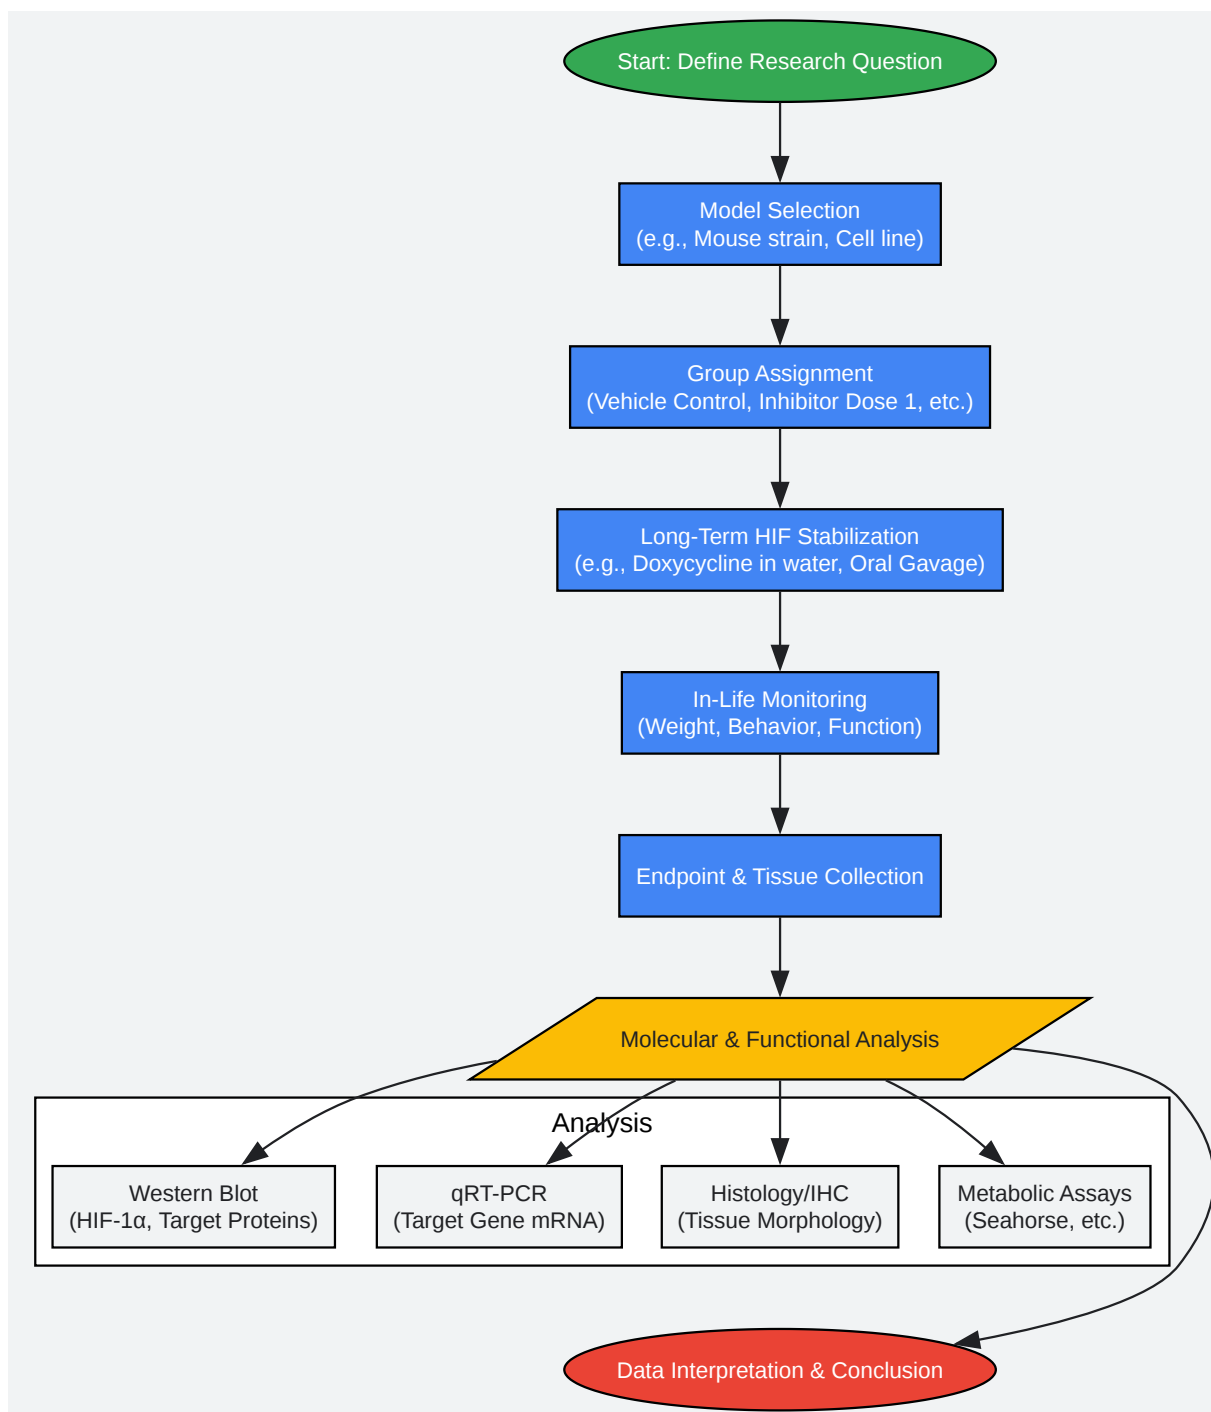 Start: Define Research Question
Model Selection
(e.g., Mouse strain, Cell line)
Group Assignment
(Vehicle Control, Inhibitor Dose 1, etc.)
Long-Term HIF Stabilization
(e.g., Doxycycline in water, Oral Gavage)
In-Life Monitoring
(Weight, Behavior, Function)
Endpoint & Tissue Collection
Molecular & Functional Analysis
Analysis
Western Blot
(HIF-1α, Target Proteins)
qRT-PCR
(Target Gene mRNA)
Histology/IHC
(Tissue Morphology)
Metabolic Assays
(Seahorse, etc.)
Data Interpretation & Conclusion